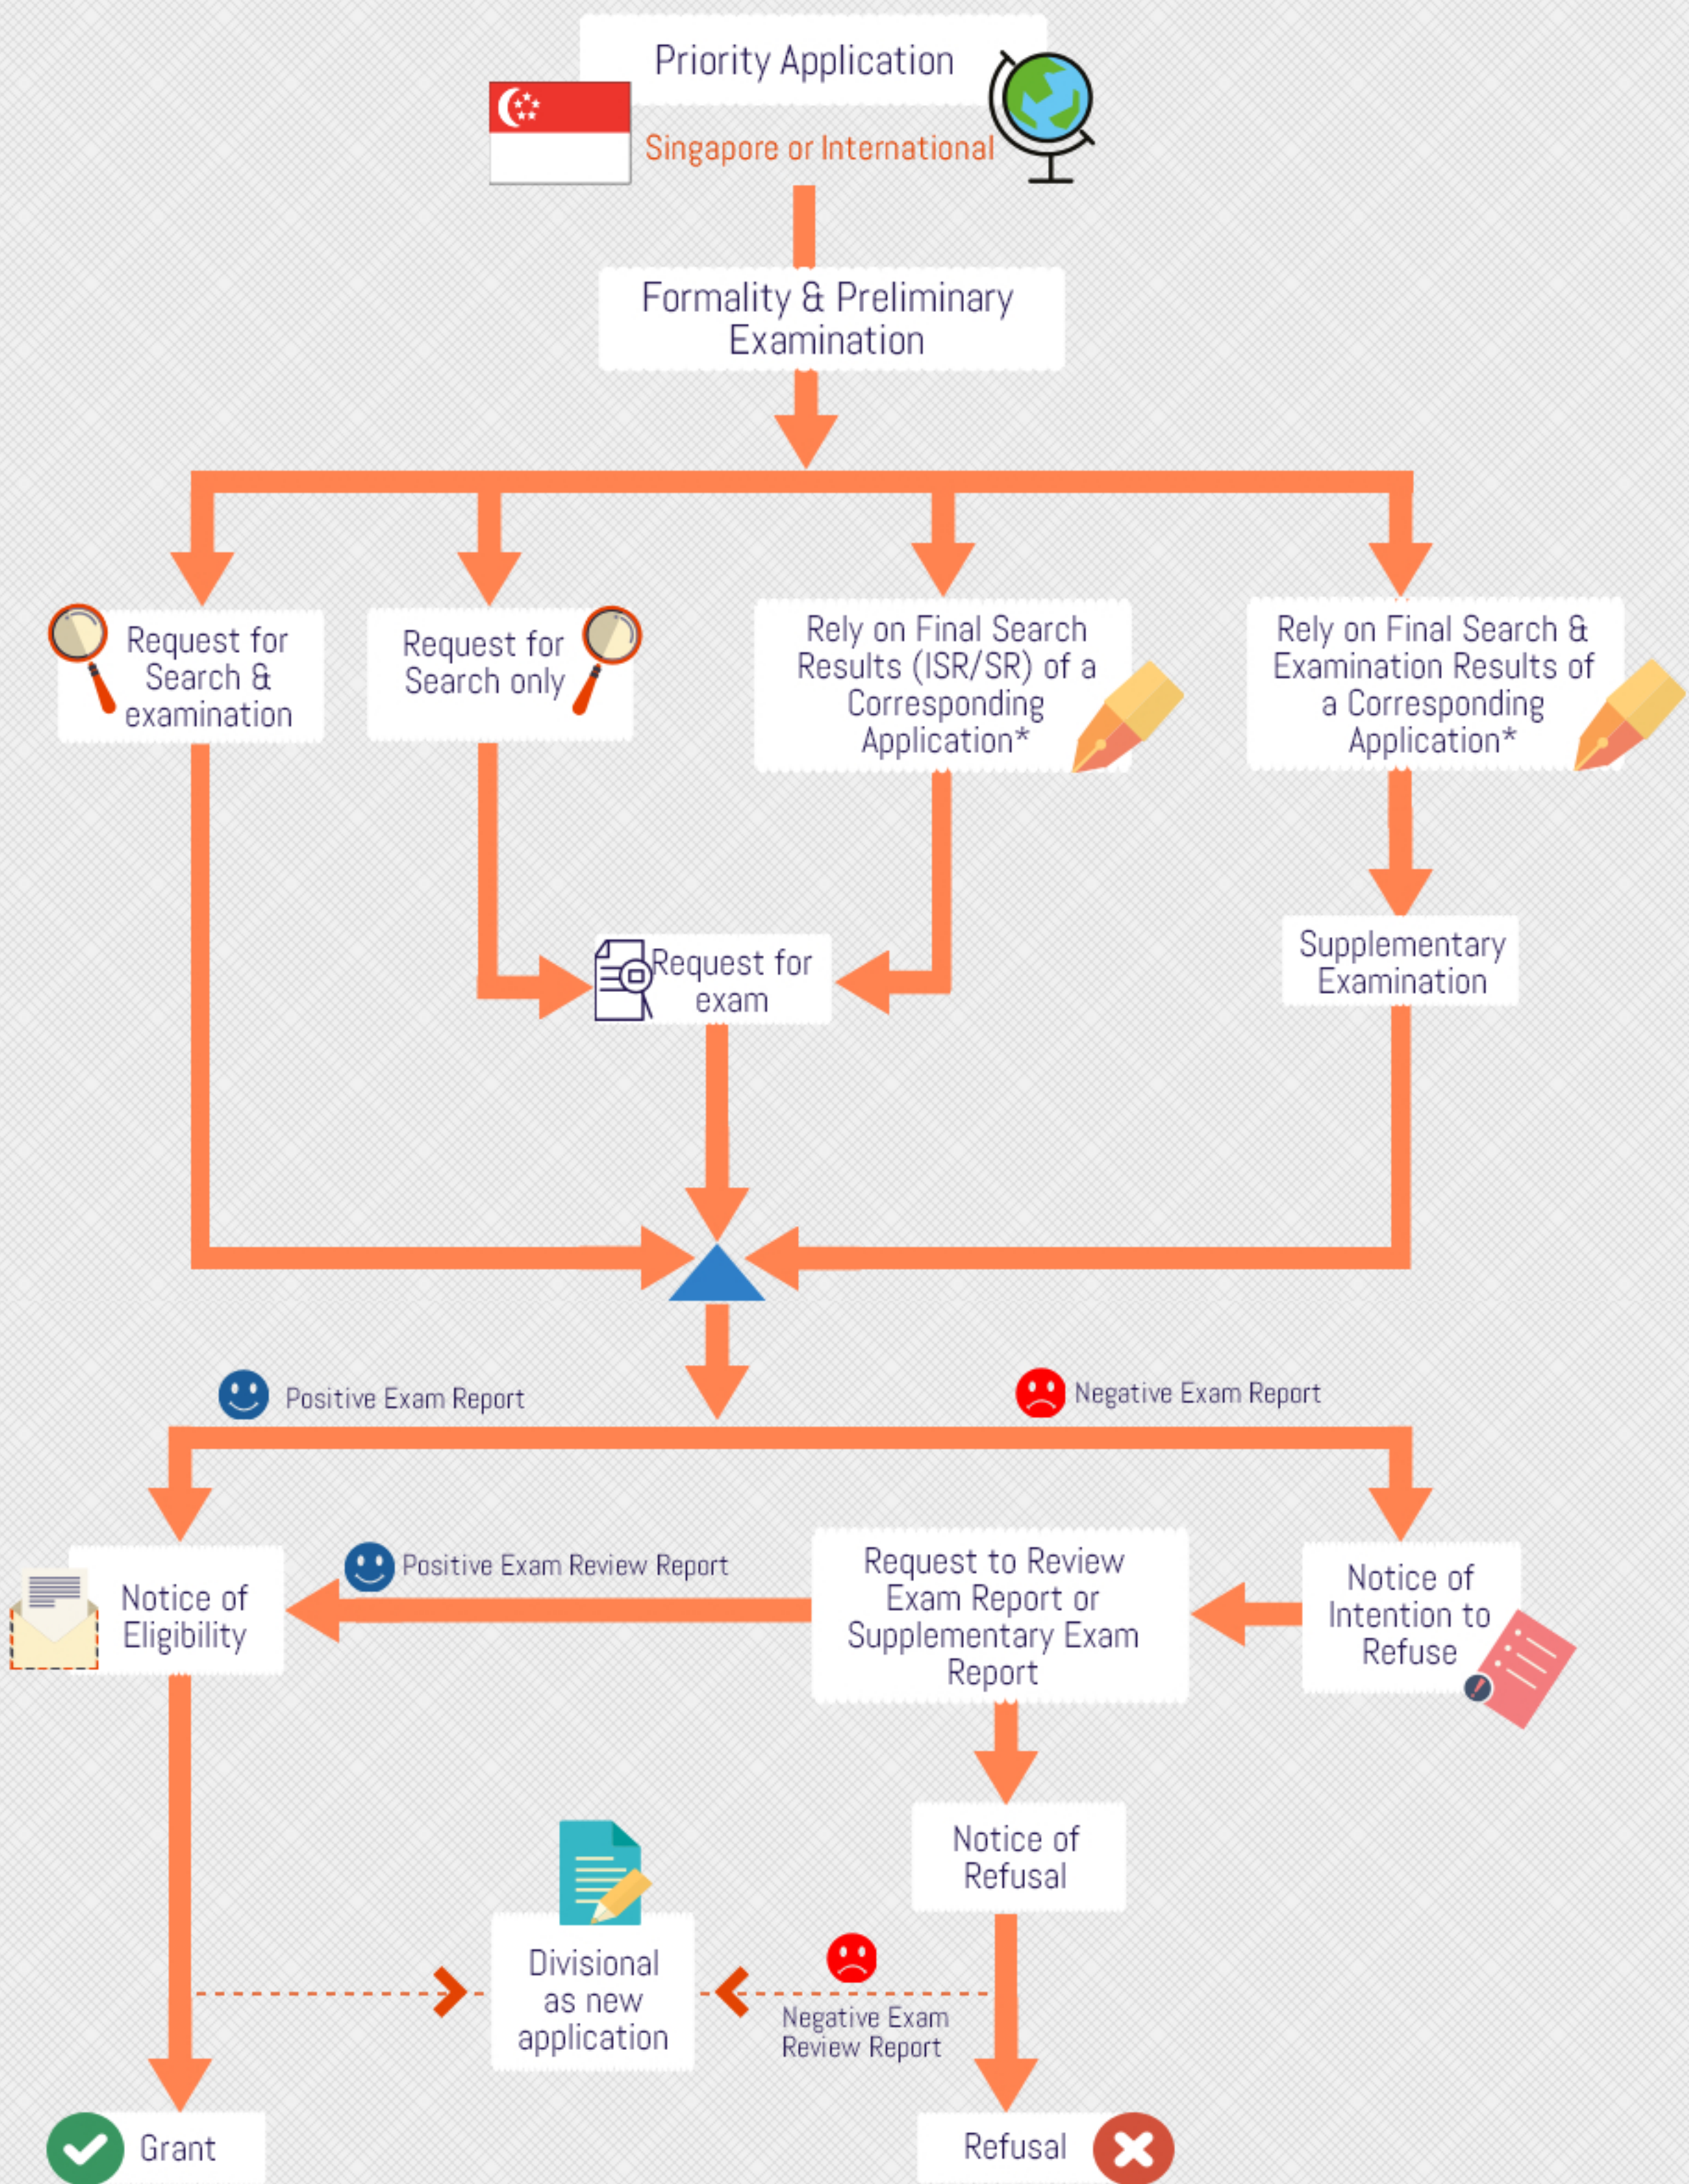 Priority Application
Singapore or International
Formality & Preliminary
Examination
Request for
Search &
examination
Request for
Search only
Rely on Final Search
Results (ISR/SR) of a
Corresponding
Application*
Rely on Final Search &
Examination Results of
a Corresponding
Application*
Request for
exam
Supplementary
Examination
Positive Exam Report
Negative Exam Report
Notice of
Eligibility
Positive Exam Review Report
Request to Review
Exam Report or
Supplementary Exam
Report
Notice of
Intention to
Refuse
Notice of
Refusal
Divisional
as new
application
Negative Exam
Review Report
Grant
Refusal